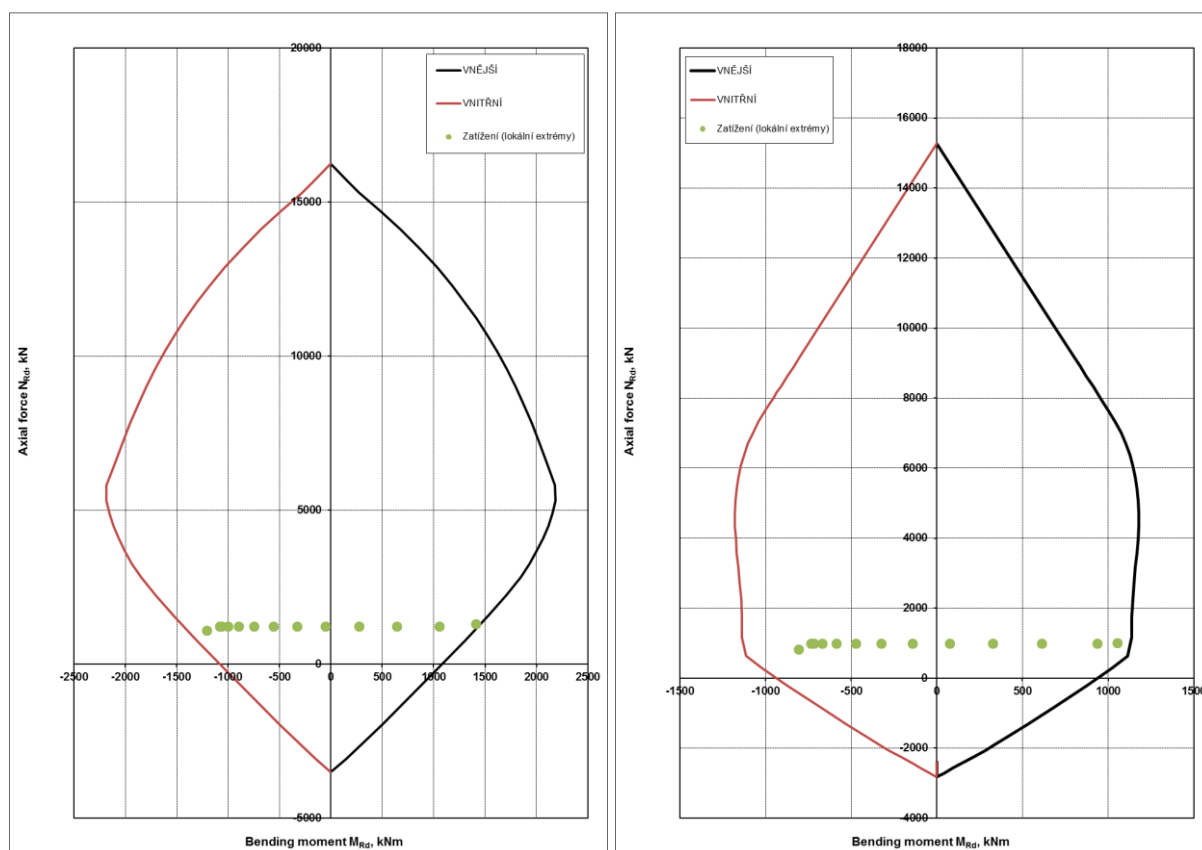 20000
VNĚJŠÍ
VNITŘNÍ
Zatížení (lokální extrémy)
15000
10000
5000
0
-2500 -2000 -1500 -1000 -500 0 500 1000 1500 2000 2500
-5000
Axial force NRd, kN
Bending moment MRd, kNm
18000
VNĚJŠÍ
VNITŘNÍ
Zatížení (lokální extrémy)
16000
14000
12000
10000
8000
6000
4000
2000
0
-1500 -1000 -500 0 500 1000 1500
-2000
-4000
Axial force NRd, kN
Bending moment MRd, kNm